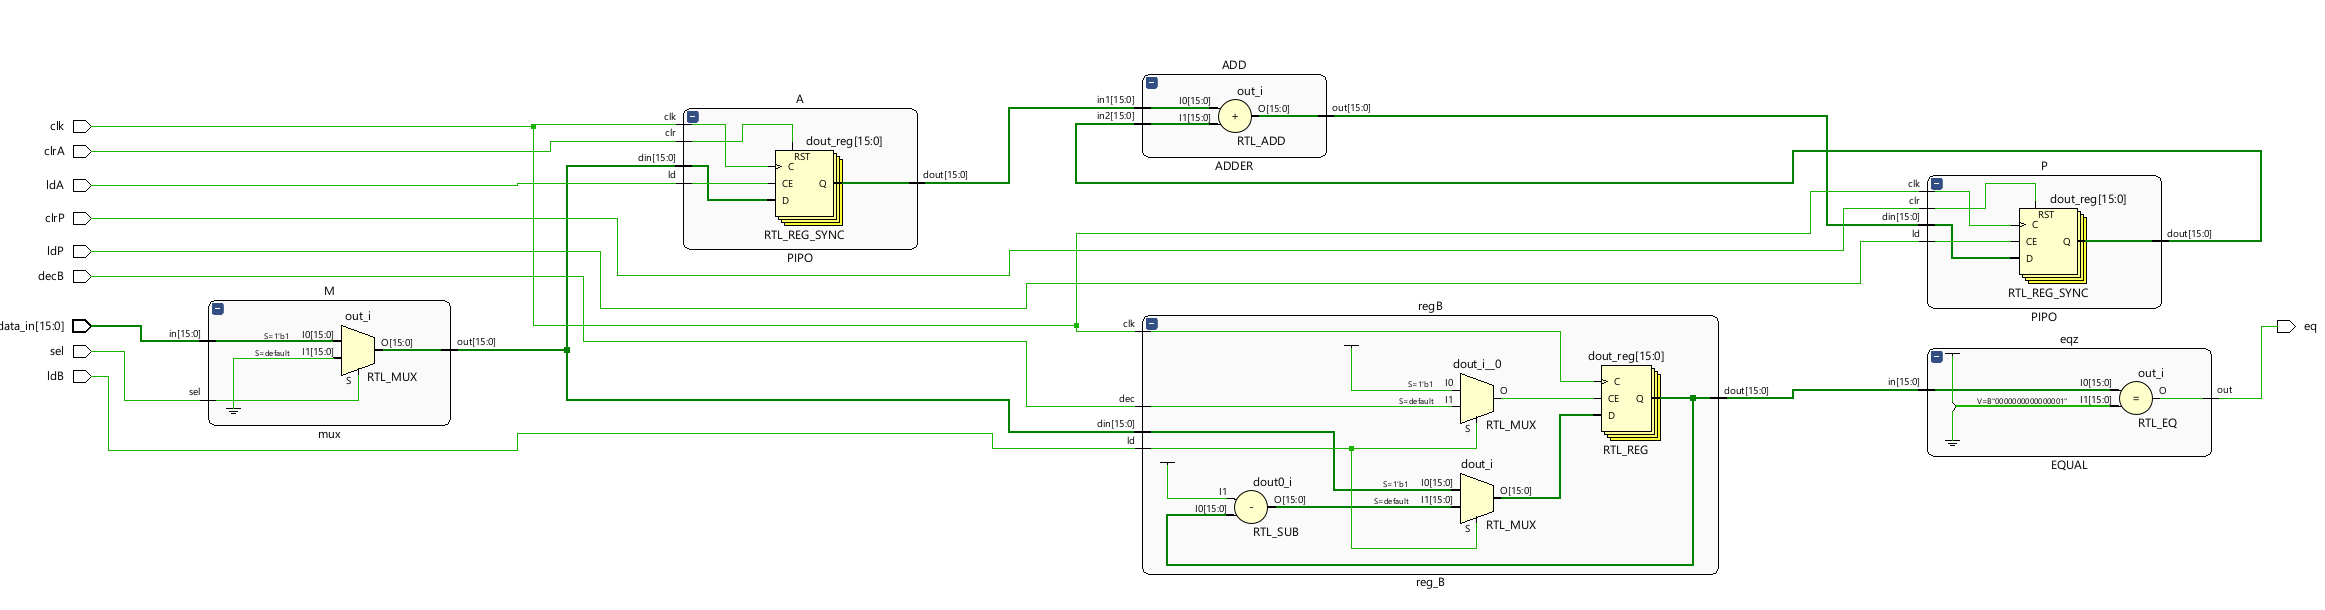 clk
clrA
ldA
clrP
ldP
decB
data_in[15:0]
sel
ldB
M
in[15:0]
sel
S=1'b1
S=default
I0[15:0]
I1[15:0]
out_i
S
O[15:0]
RTL_MUX
out[15:0]
mux
A
clk
clr
din[15:0]
ld
dout_reg[15:0]
RST
C
CE
Q
D
RTL_REG_SYNC
dout[15:0]
PIPO
ADD
in1[15:0]
in2[15:0]
I0[15:0]
I1[15:0]
out_i
+
O[15:0]
RTL_ADD
out[15:0]
ADDER
P
clk
clr
din[15:0]
ld
dout_reg[15:0]
RST
C
CE
Q
D
RTL_REG_SYNC
dout[15:0]
PIPO
regB
clk
dec
din[15:0]
ld
dout_i__0
S=1'b1
I0
S=default
I1
O
S
RTL_MUX
dout_reg[15:0]
C
CE
Q
D
RTL_REG
dout[15:0]
dout0_i
I1
I0[15:0]
-
O[15:0]
RTL_SUB
dout_i
S=1'b1
I0[15:0]
S=default
I1[15:0]
O[15:0]
S
RTL_MUX
reg_B
eqz
in[15:0]
V=B"0000000000000001"
I0[15:0]
I1[15:0]
out_i
=
O
RTL_EQ
out
EQUAL
eq